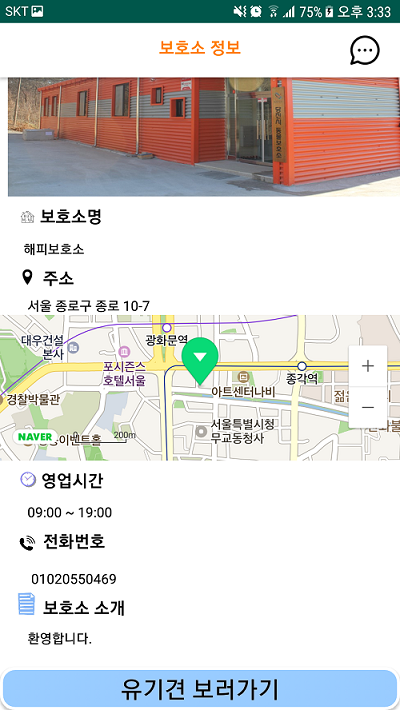 SKT 75% 오후 3:33
보호소 정보
보호소명
해피보호소
주소
서울 종로구 종로 10-7
대우건설
본사
광화문역
포시즌스
호텔서울
종각역
경찰박물관
아트센터나비
젊
서울특별시청
무교동청사
NAVER
이벤트홀
0 200m
영업시간
09:00 ~ 19:00
전화번호
01020550469
보호소 소개
환영합니다.
유기견 보러가기